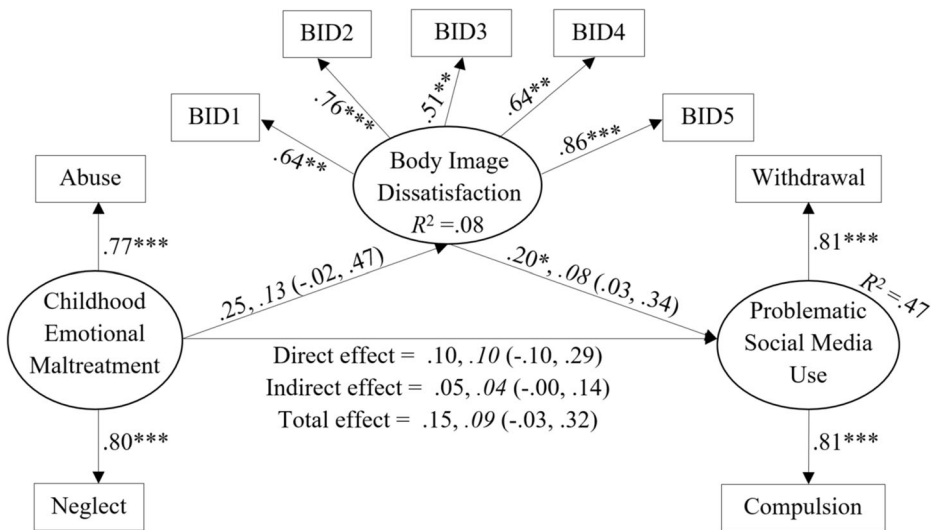 BID2
BID3
BID4
BID1
BID5
.64**
.76***
.51**
.64**
.86***
Body Image
Dissatisfaction
R² =.08
Abuse
.77***
Childhood
Emotional
Maltreatment
.80***
Neglect
.25, .13 (-.02, .47)
.20*, .08 (.03, .34)
Direct effect = .10, .10 (-.10, .29)
Indirect effect = .05, .04 (-.00, .14)
Total effect = .15, .09 (-.03, .32)
Withdrawal
.81***
R² =.47
Problematic
Social Media
Use
.81***
Compulsion